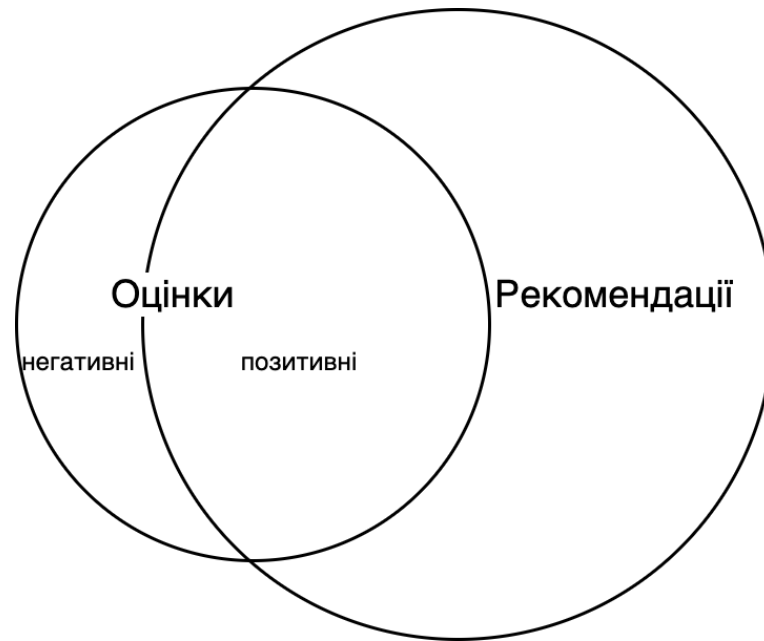 Оцінки
Рекомендації
негативні
позитивні